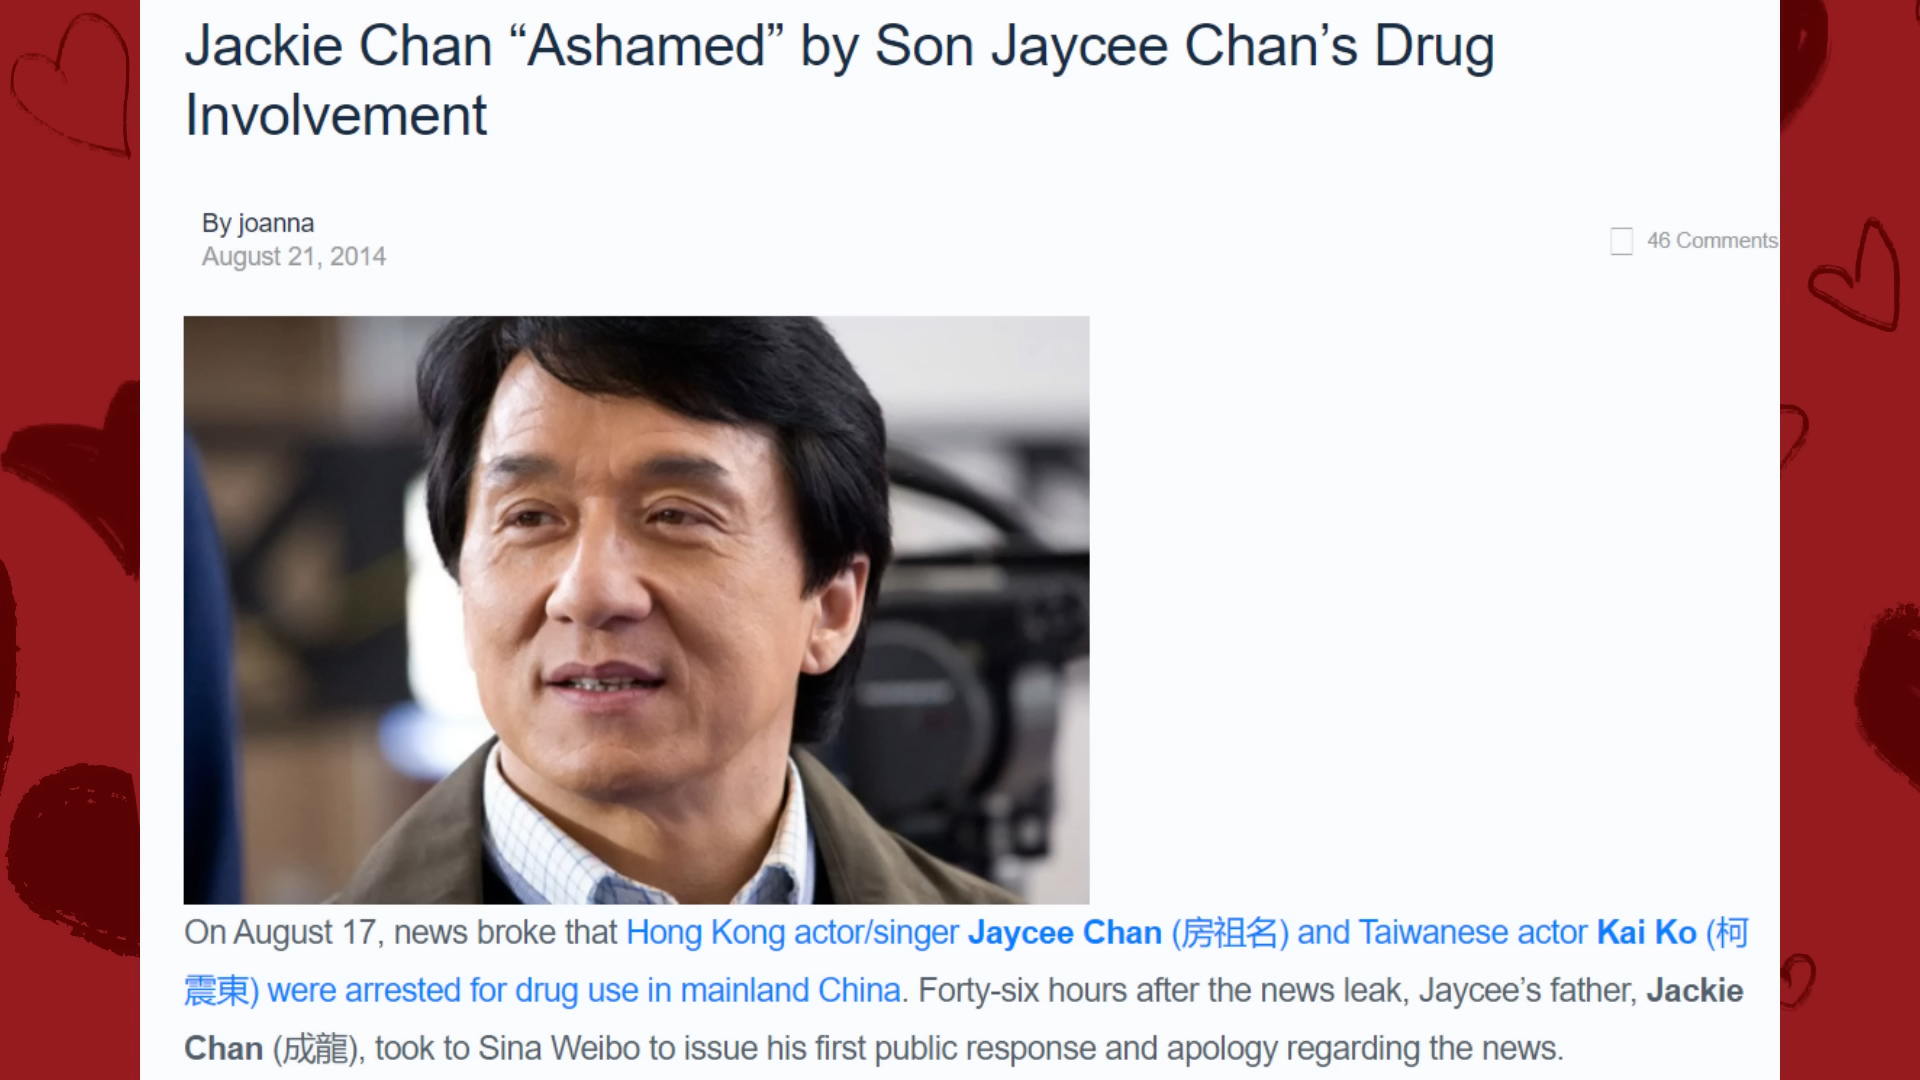 Jackie Chan “Ashamed” by Son Jaycee Chan’s Drug
Involvement
By joanna
August 21, 2014
46 Comments
On August 17, news broke that Hong Kong actor/singer Jaycee Chan (房祖名) and Taiwanese actor Kai Ko (柯
震東) were arrested for drug use in mainland China. Forty-six hours after the news leak, Jaycee’s father, Jackie
Chan (成龍), took to Sina Weibo to issue his first public response and apology regarding the news.